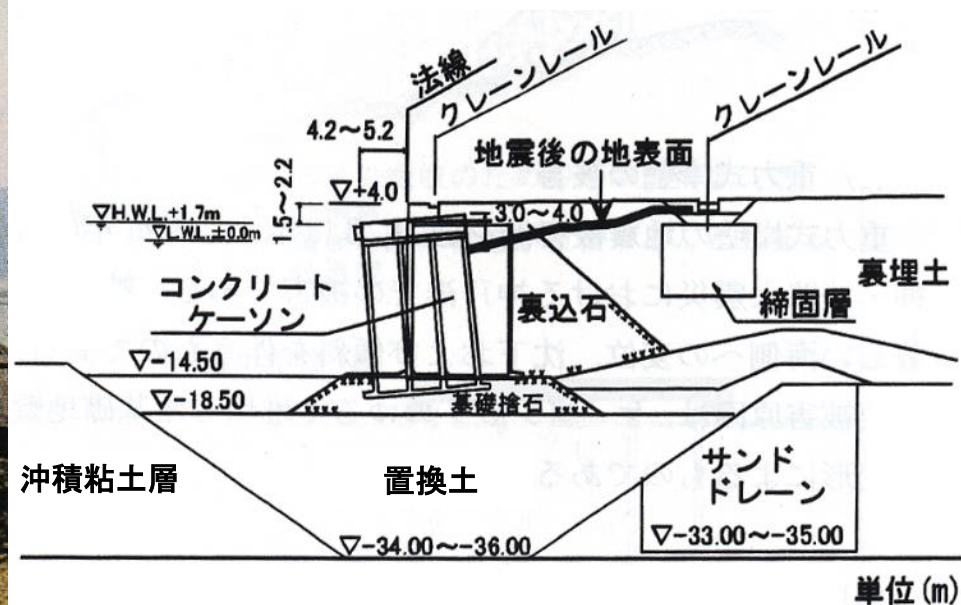 法線
クレーンレール
クレーンレール
4.2～5.2
地震後の地表面
1.5～2.2
▽+4.0
▽H.W.L.+1.7m
▽L.W.L.±0.0m
3.0～4.0
コンクリート
ケーソン
裏込石
締固層
裏埋土
▽-14.50
▽-18.50
基礎捨石
沖積粘土層
置換土
サンド
ドレーン
▽-34.00～-36.00
▽-33.00～-35.00
単位(m)